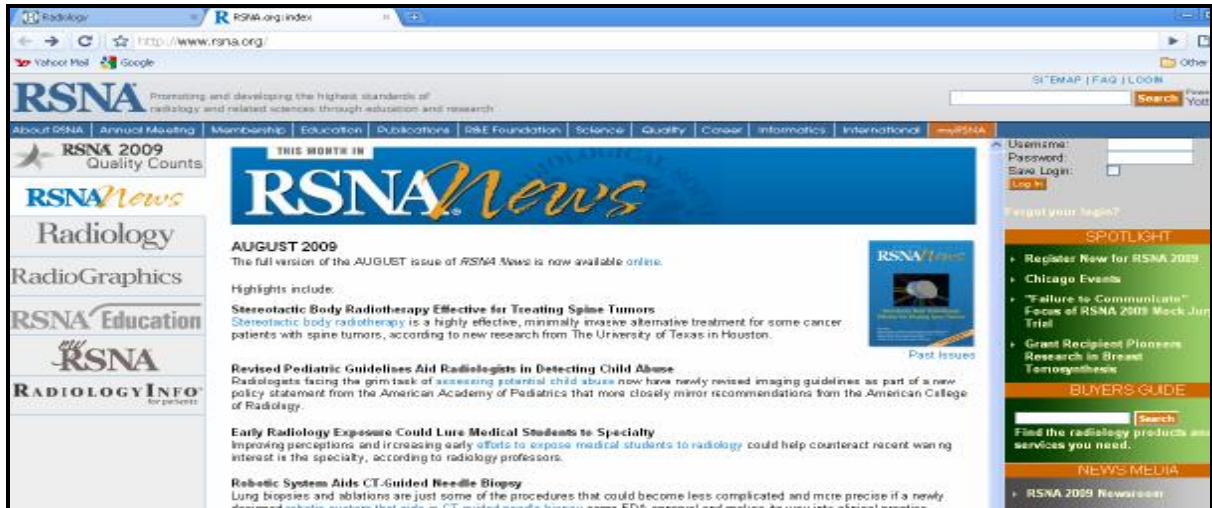 Radiology
RSNA.org: index
http://www.rsna.org/
Yahoo! Mail
Google
Other
SITEMAP | FAQ | LOGIN
RSNA
Promoting and developing the highest standards of
radiology and related sciences through education and research
Search
About RSNA | Annual Meeting | Membership | Education | Publications | R&E Foundation | Science | Quality | Career | Informatics | International | myRSNA
RSNA 2009
Quality Counts
RSNA News
Radiology
RadioGraphics
RSNA Education
my RSNA
RADIOLOGYINFO
for patients
THIS MONTH IN
RSNA News
AUGUST 2009
The full version of the AUGUST issue of RSNA News is now available online.
Highlights include:
Stereotactic Body Radiotherapy Effective for Treating Spine Tumors
Stereotactic body radiotherapy is a highly effective, minimally invasive alternative treatment for some cancer
patients with spine tumors, according to new research from The University of Texas in Houston.
RSNA News
Past Issues
Revised Pediatric Guidelines Aid Radiologists in Detecting Child Abuse
Radiologists facing the grim task of assessing potential child abuse now have newly revised imaging guidelines as part of a new
policy statement from the American Academy of Pediatrics that more closely mirror recommendations from the American College
of Radiology.
Early Radiology Exposure Could Lure Medical Students to Specialty
Improving perceptions and increasing early efforts to expose medical students to radiology could help counteract recent waning
interest in the specialty, according to radiology professors.
Robotic System Aids CT-Guided Needle Biopsy
Lung biopsies and ablations are just some of the procedures that could become less complicated and more precise if a newly
Username:
Password:
Save Login:
Log In
Forgot your login?
SPOTLIGHT
Register Now for RSNA 2009
Chicago Events
"Failure to Communicate"
Focus of RSNA 2009 Mock Jury
Trial
Grant Recipient Pioneers
Research in Breast
Tomosynthesis
BUYERS GUIDE
Search
Find the radiology products and
services you need.
NEWS MEDIA
RSNA 2009 Newsroom